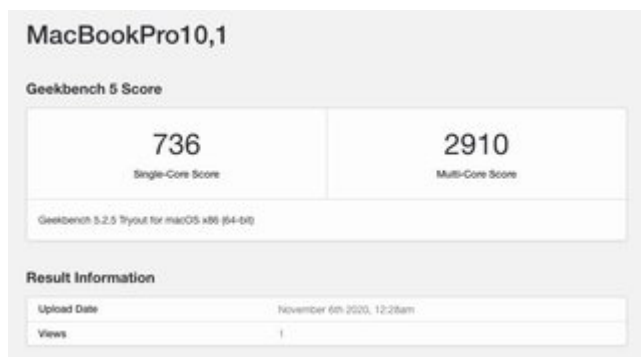 MacBookPro10,1
Geekbench 5 Score
736 2910
Single-Core Score Multi-Core Score
Geekbench 5.2.5 Tryout for macOS x86 (64-bit)
Result Information
Upload Date November 6th 2020, 12:28am
Views 1